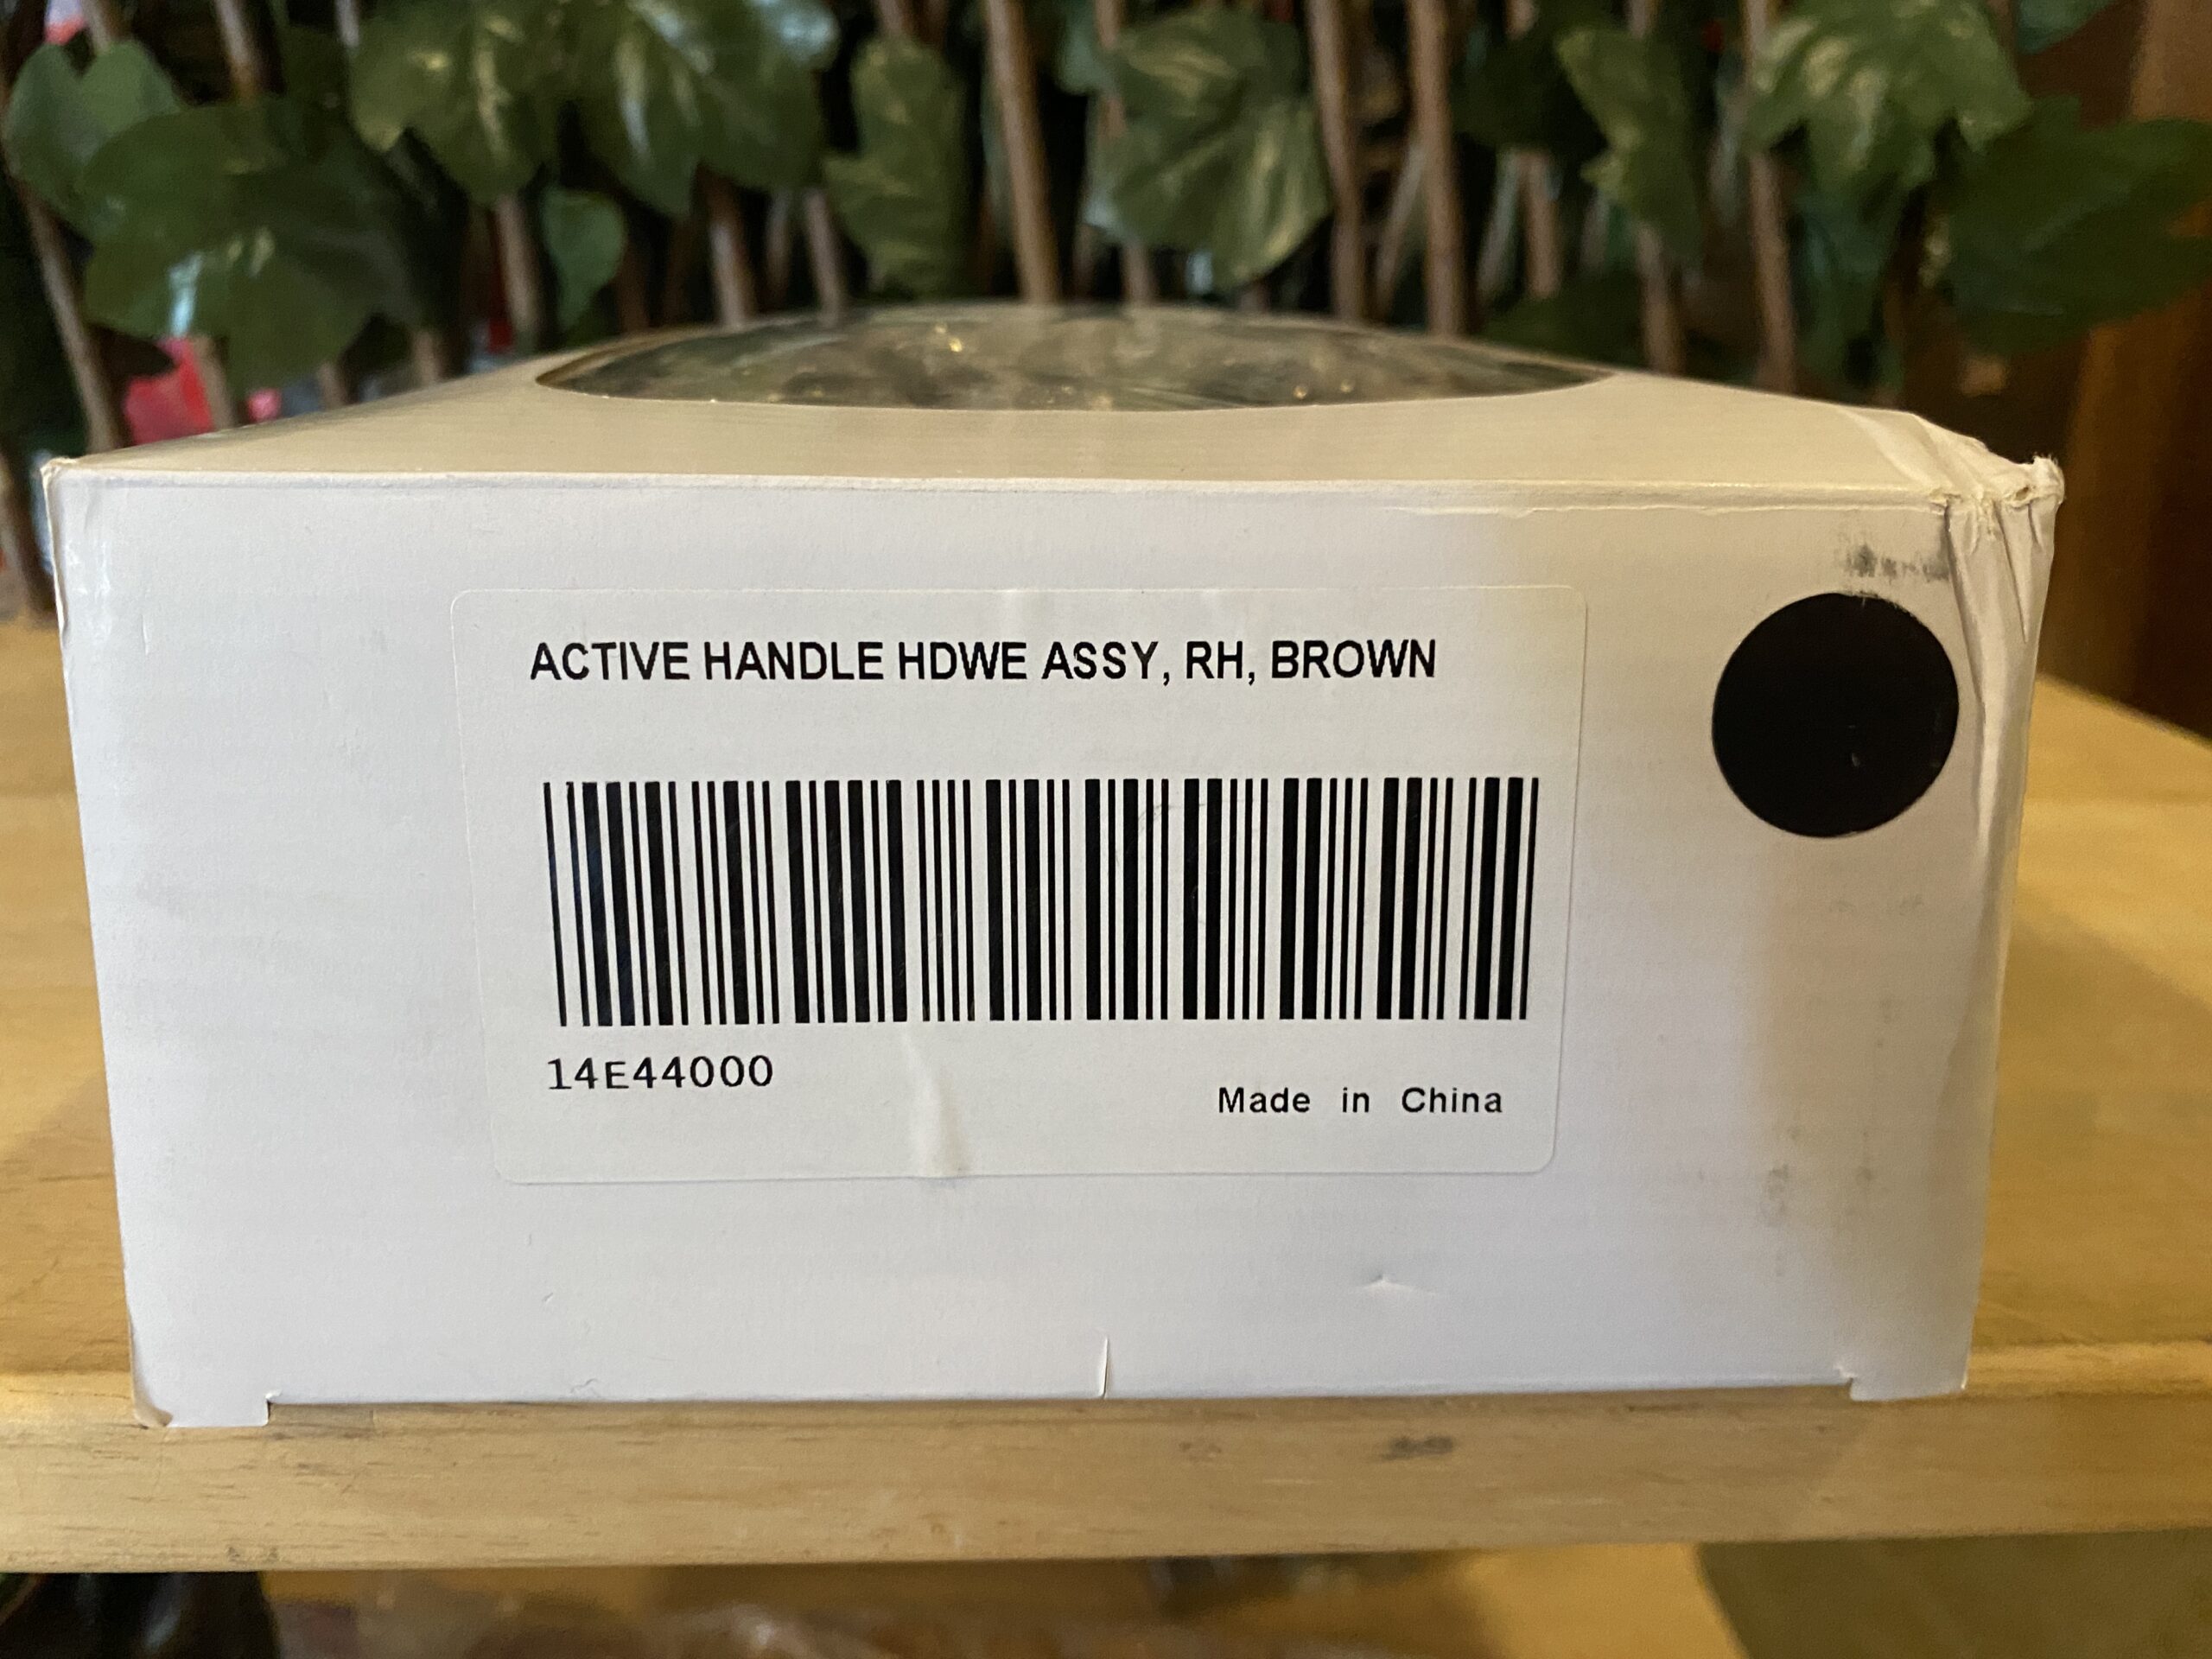 ACTIVE HANDLE HDWE ASSY, RH, BROWN
14E44000
Made in China